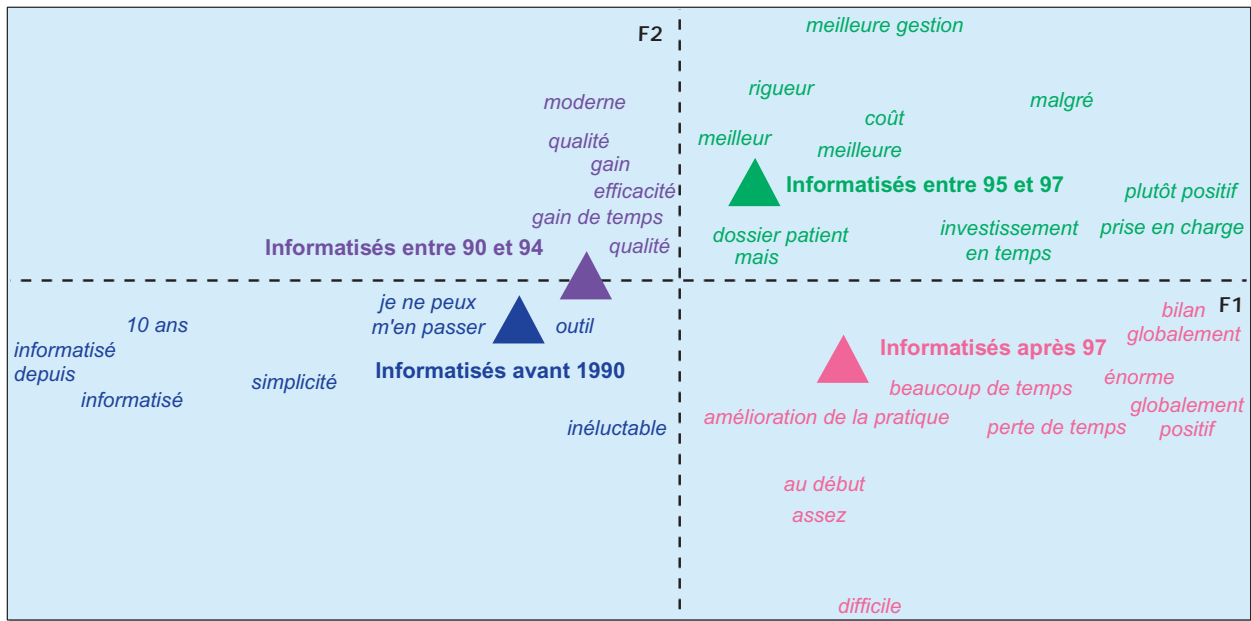 F2
meilleure gestion
moderne
rigueur
malgré
coût
qualité
meilleur
meilleure
gain
efficacité
Informatisés entre 95 et 97
plutôt positif
gain de temps
dossier patient
mais
investissement
en temps
prise en charge
Informatisés entre 90 et 94
qualité
je ne peux
m'en passer
outil
10 ans
informatisé
depuis
informatisé
simplicité
Informatisés avant 1990
inéluctable
bilan
globalement
F1
Informatisés après 97
beaucoup de temps
énorme
amélioration de la pratique
perte de temps
globalement
positif
au début
assez
difficile